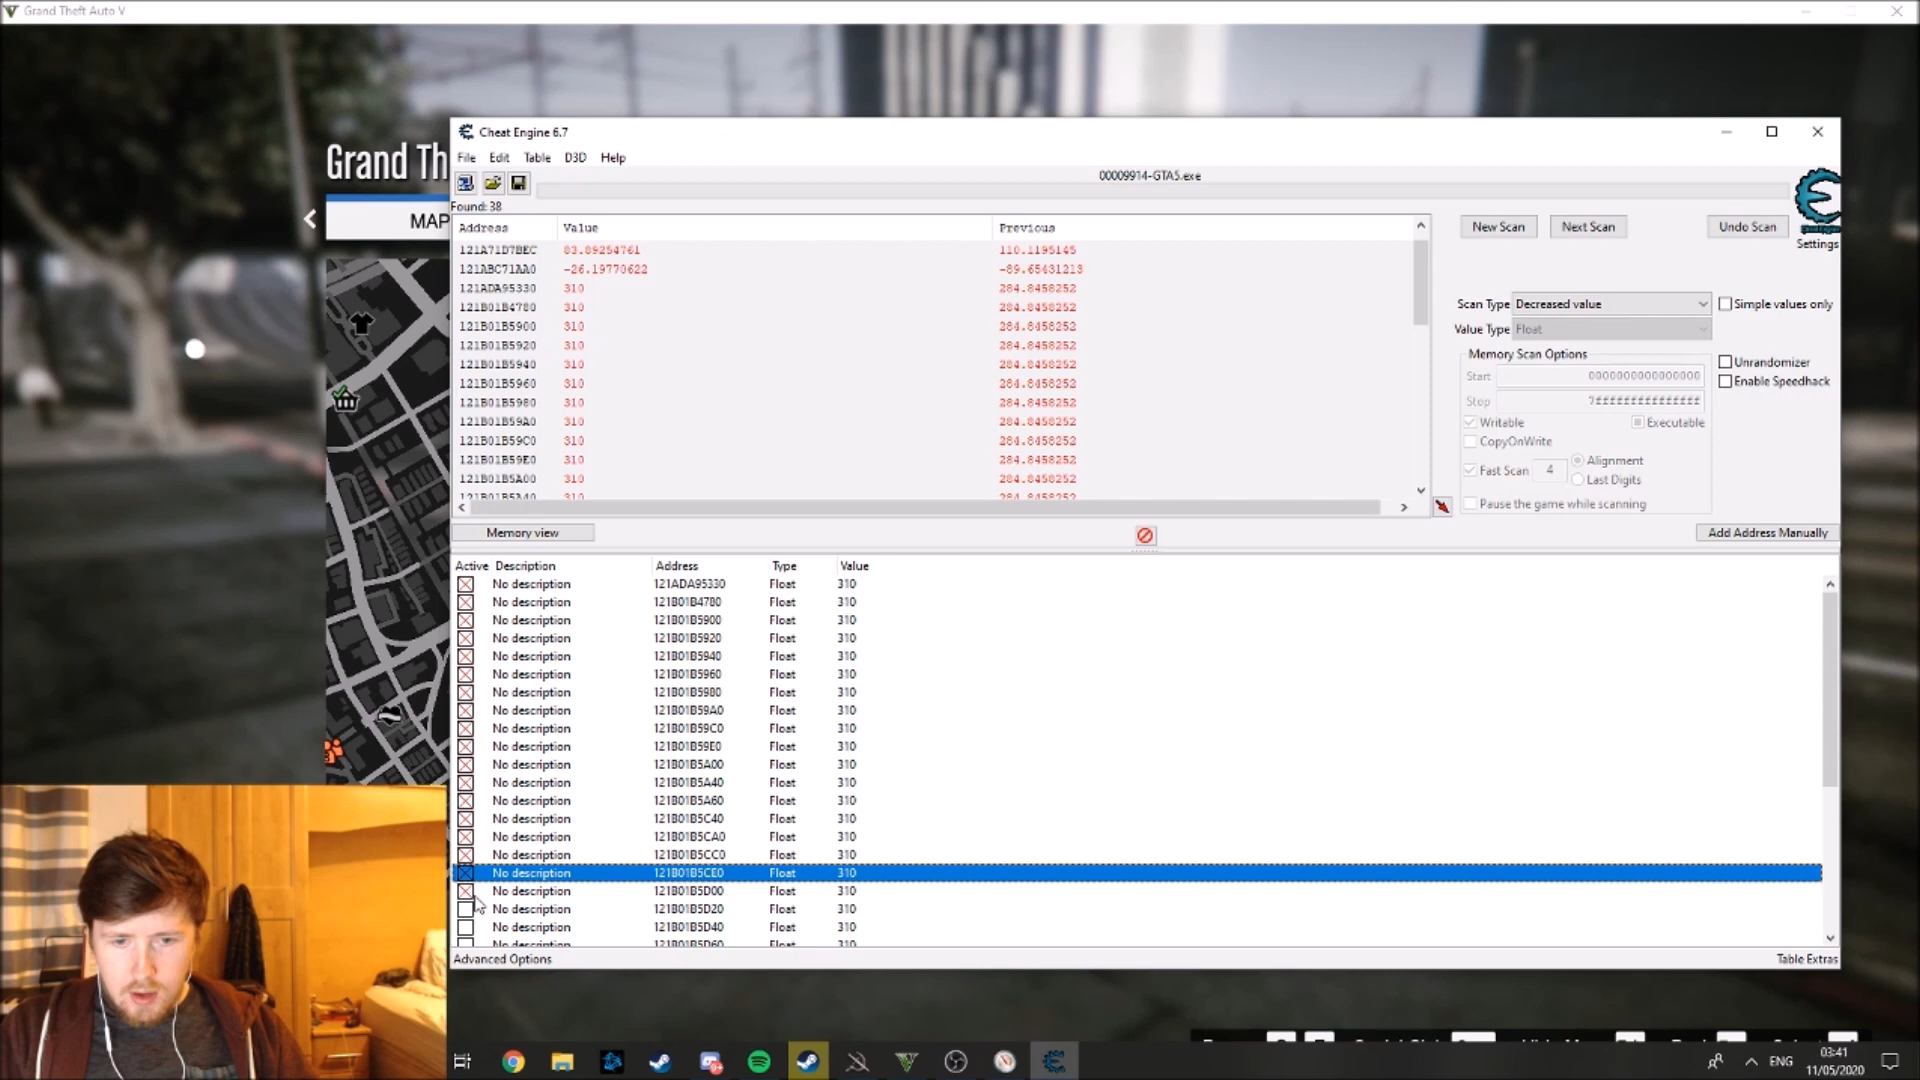 Grand Theft Auto V
Grand Th
MAP
Cheat Engine 6.7
File Edit Table D3D Help
00009914-GTA5.exe
Found: 38
Address Value Previous
121A71D7BEC 83.89254761 110.1195145
121ABC71AA0 -26.19770622 -89.65431213
121ADA95330 310 284.8458252
121B01B4780 310 284.8458252
121B01B5900 310 284.8458252
121B01B5920 310 284.8458252
121B01B5940 310 284.8458252
121B01B5960 310 284.8458252
121B01B5980 310 284.8458252
121B01B59A0 310 284.8458252
121B01B59C0 310 284.8458252
121B01B59E0 310 284.8458252
121B01B5A00 310 284.8458252
121B01B5A40 310 284.8458252
New Scan Next Scan Undo Scan
Settings
Scan Type Decreased value Simple values only
Value Type Float
Memory Scan Options
Start 0000000000000000
Unrandomizer
Enable Speedhack
Stop 7fffffffffffffff
Writable Executable
CopyOnWrite
Fast Scan 4 Alignment
Last Digits
Pause the game while scanning
Memory view Add Address Manually
Active Description Address Type Value
No description 121ADA95330 Float 310
No description 121B01B4780 Float 310
No description 121B01B5900 Float 310
No description 121B01B5920 Float 310
No description 121B01B5940 Float 310
No description 121B01B5960 Float 310
No description 121B01B5980 Float 310
No description 121B01B59A0 Float 310
No description 121B01B59C0 Float 310
No description 121B01B59E0 Float 310
No description 121B01B5A00 Float 310
No description 121B01B5A40 Float 310
No description 121B01B5A60 Float 310
No description 121B01B5C40 Float 310
No description 121B01B5CA0 Float 310
No description 121B01B5CC0 Float 310
No description 121B01B5CE0 Float 310
No description 121B01B5D00 Float 310
No description 121B01B5D20 Float 310
No description 121B01B5D40 Float 310
No description 121B01B5D60 Float 310
Advanced Options Table Extras
ENG
03:41
11/05/2020